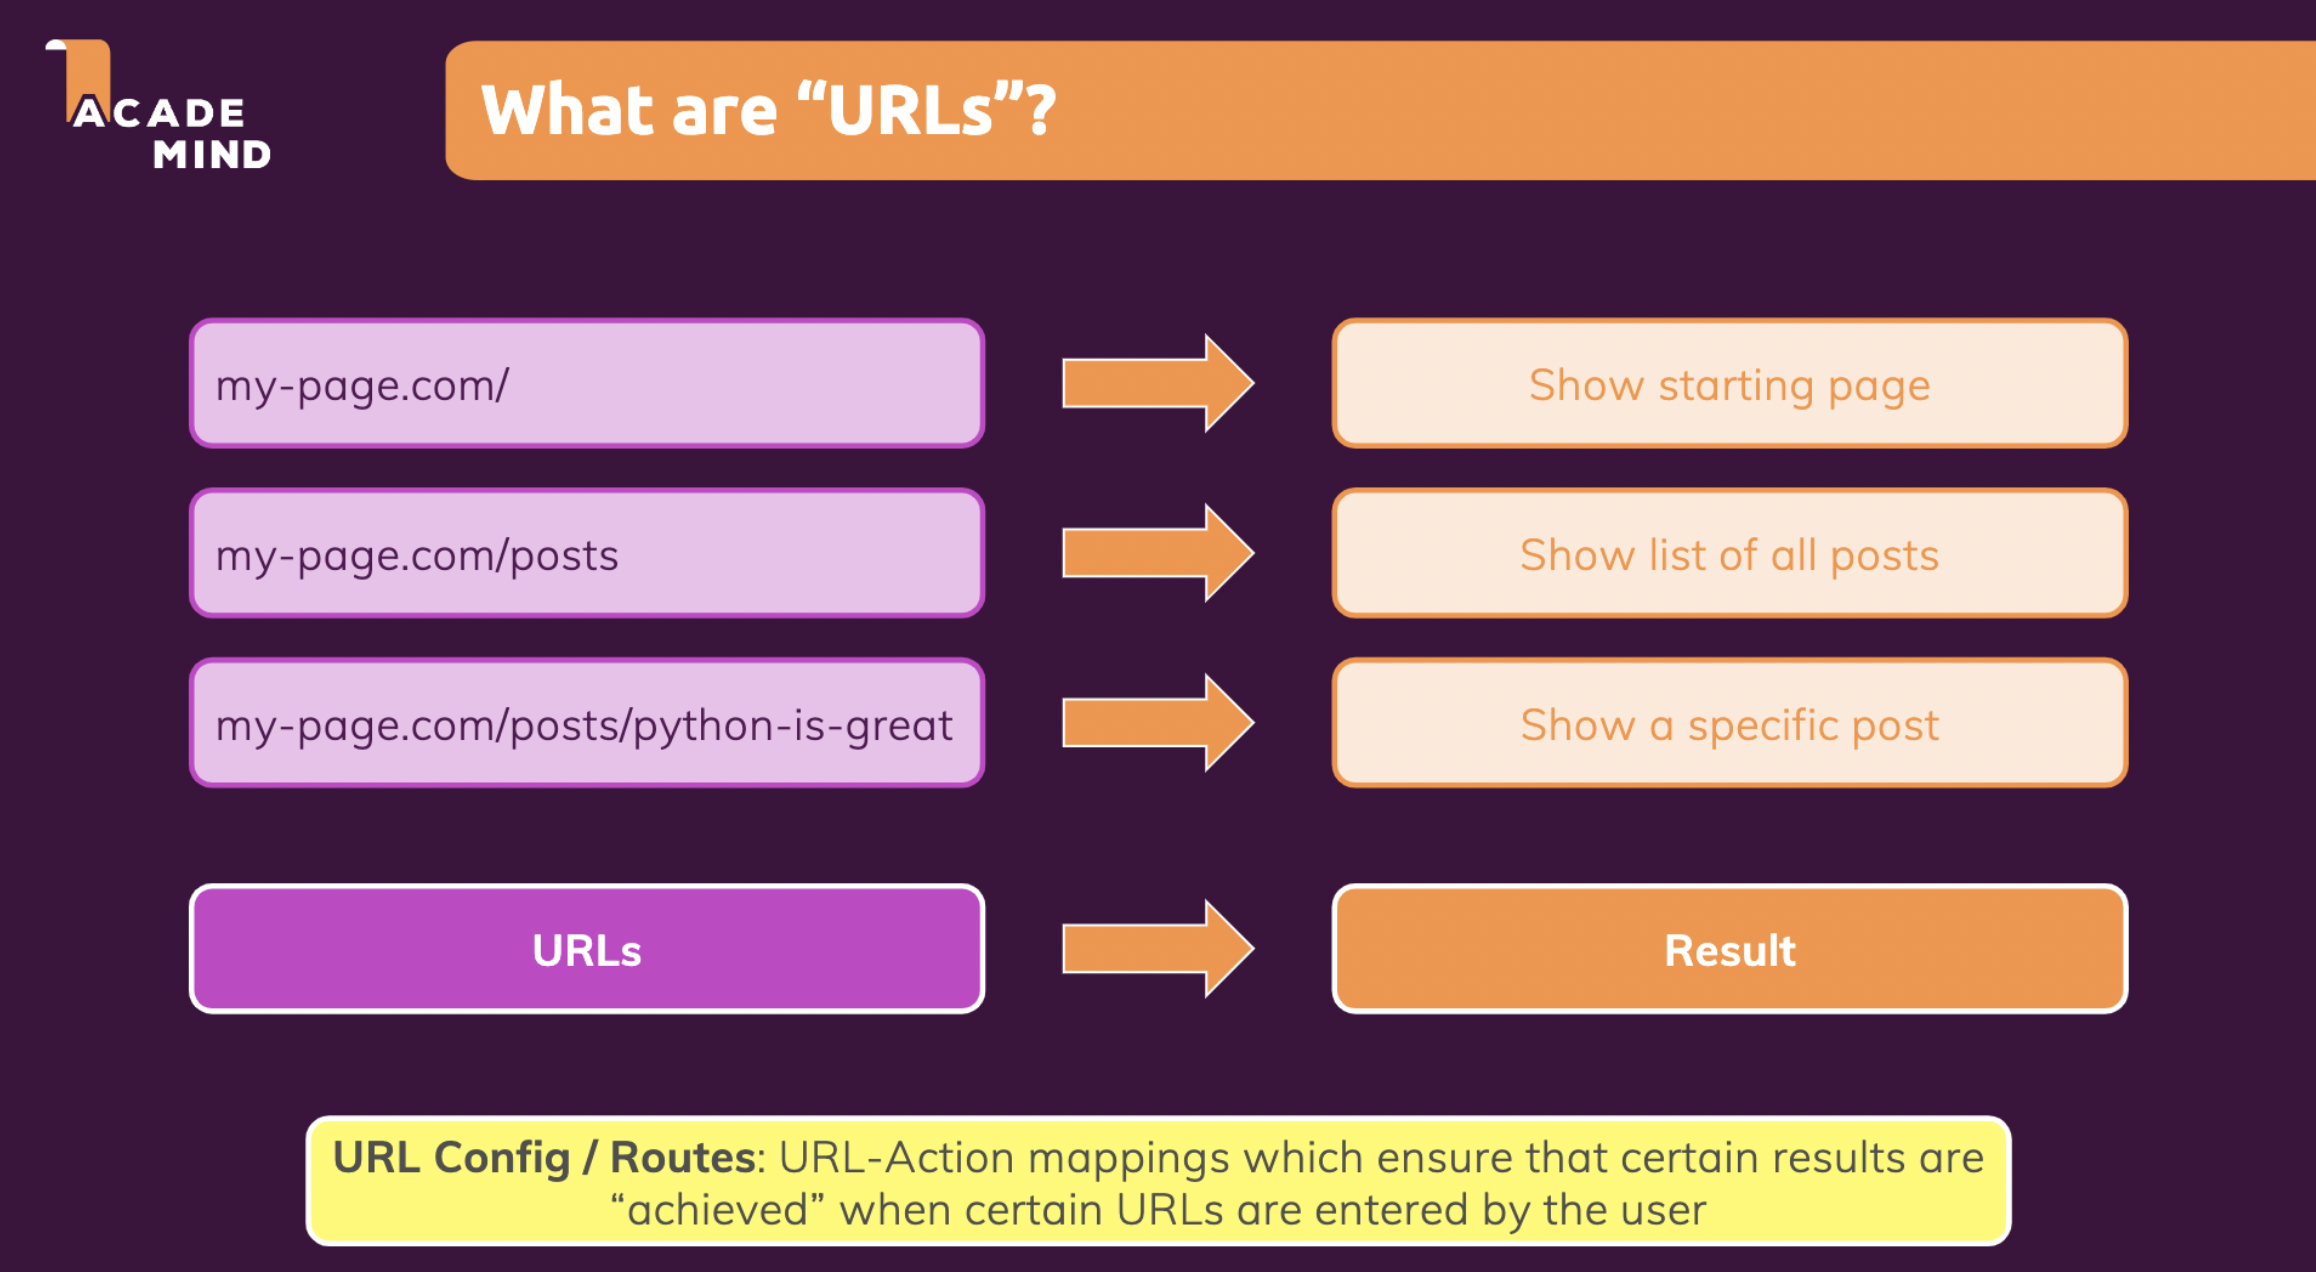 ACADE
MIND
What are “URLs”?
my-page.com/
Show starting page
my-page.com/posts
Show list of all posts
my-page.com/posts/python-is-great
Show a specific post
URLs
Result
URL Config / Routes: URL-Action mappings which ensure that certain results are
“achieved” when certain URLs are entered by the user